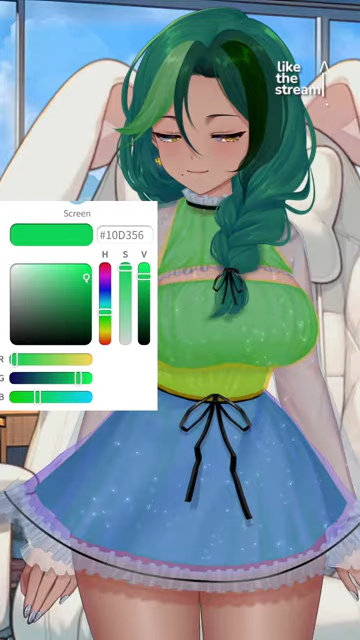 like
the
stream
Screen
#10D356
H S V
R
G
B